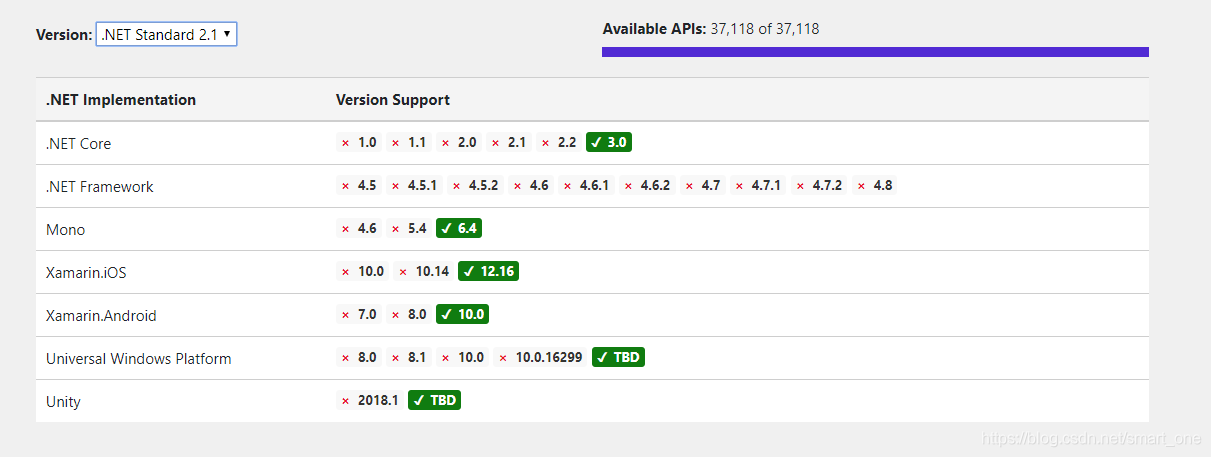 Version: .NET Standard 2.1
Available APIs: 37,118 of 37,118
.NET Implementation Version Support
.NET Core × 1.0 × 1.1 × 2.0 × 2.1 × 2.2 ✓ 3.0
.NET Framework × 4.5 × 4.5.1 × 4.5.2 × 4.6 × 4.6.1 × 4.6.2 × 4.7 × 4.7.1 × 4.7.2 × 4.8
Mono × 4.6 × 5.4 ✓ 6.4
Xamarin.iOS × 10.0 × 10.14 ✓ 12.16
Xamarin.Android × 7.0 × 8.0 ✓ 10.0
Universal Windows Platform × 8.0 × 8.1 × 10.0 × 10.0.16299 ✓ TBD
Unity × 2018.1 ✓ TBD
https://blog.csdn.net/smart_one